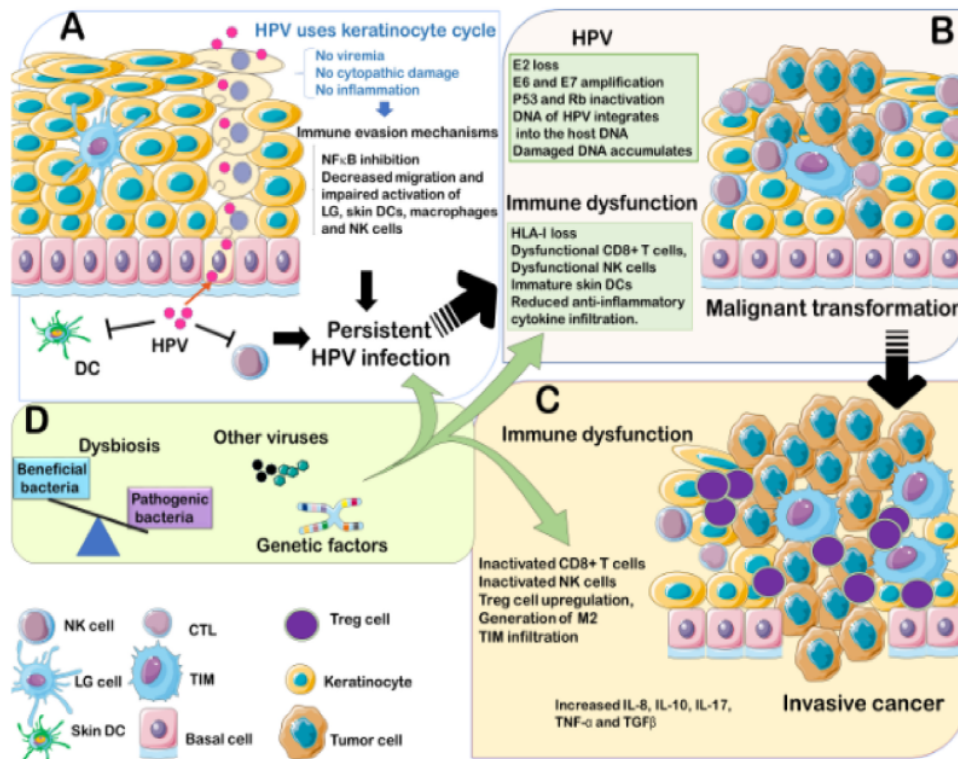 A
HPV uses keratinocyte cycle
No viremia
No cytopathic damage
No inflammation
Immune evasion mechanisms
NFκB inhibition
Decreased migration and
impaired activation of
LG, skin DCs, macrophages
and NK cells
DC
HPV
Persistent
HPV infection
B
HPV
E2 loss
E6 and E7 amplification
P53 and Rb inactivation
DNA of HPV integrates
into the host DNA
Damaged DNA accumulates
Immune dysfunction
HLA-I loss
Dysfunctional CD8+ T cells,
Dysfunctional NK cells
Immature skin DCs
Reduced anti-inflammatory
cytokine infiltration.
Malignant transformation
C
Immune dysfunction
Inactivated CD8+ T cells
Inactivated NK cells
Treg cell upregulation,
Generation of M2
TIM infiltration
Increased IL-8, IL-10, IL-17,
TNF-α and TGFβ
Invasive cancer
D
Dysbiosis
Beneficial
bacteria
Pathogenic
bacteria
Other viruses
Genetic factors
NK cell
CTL
Treg cell
LG cell
TIM
Keratinocyte
Skin DC
Basal cell
Tumor cell